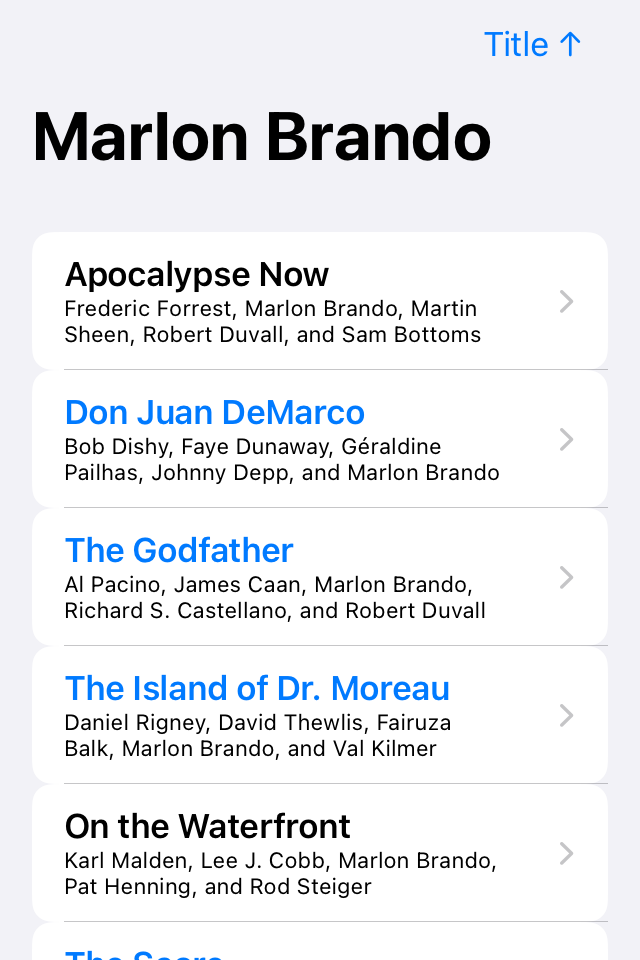 Title ↑
Marlon Brando
Apocalypse Now
Frederic Forrest, Marlon Brando, Martin
Sheen, Robert Duvall, and Sam Bottoms
Don Juan DeMarco
Bob Dishy, Faye Dunaway, Géraldine
Pailhas, Johnny Depp, and Marlon Brando
The Godfather
Al Pacino, James Caan, Marlon Brando,
Richard S. Castellano, and Robert Duvall
The Island of Dr. Moreau
Daniel Rigney, David Thewlis, Fairuza
Balk, Marlon Brando, and Val Kilmer
On the Waterfront
Karl Malden, Lee J. Cobb, Marlon Brando,
Pat Henning, and Rod Steiger
The Score